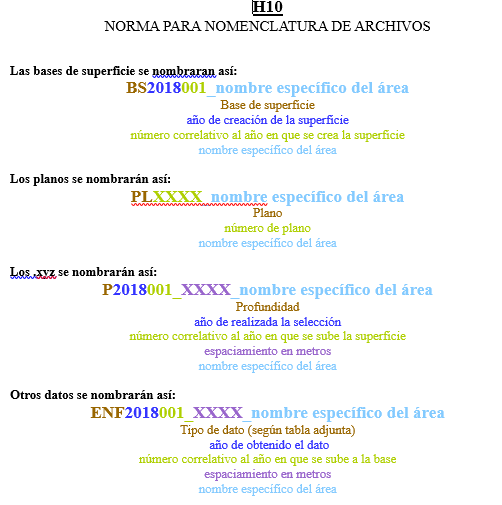 H10
NORMA PARA NOMENCLATURA DE ARCHIVOS
Las bases de superficie se nombraran así:
BS2018001_nombre específico del área
Base de superficie
año de creación de la superficie
número correlativo al año en que se crea la superficie
nombre específico del área
Los planos se nombrarán así:
PLXXXX_nombre específico del área
Plano
número de plano
nombre específico del área
Los .xyz se nombrarán así:
P2018001_XXXX_nombre específico del área
Profundidad
año de realizada la selección
número correlativo al año en que se sube la superficie
espaciamiento en metros
nombre específico del área
Otros datos se nombrarán así:
ENF2018001_XXXX_nombre específico del área
Tipo de dato (según tabla adjunta)
año de obtenido el dato
número correlativo al año en que se sube a la base
espaciamiento en metros
nombre específico del área